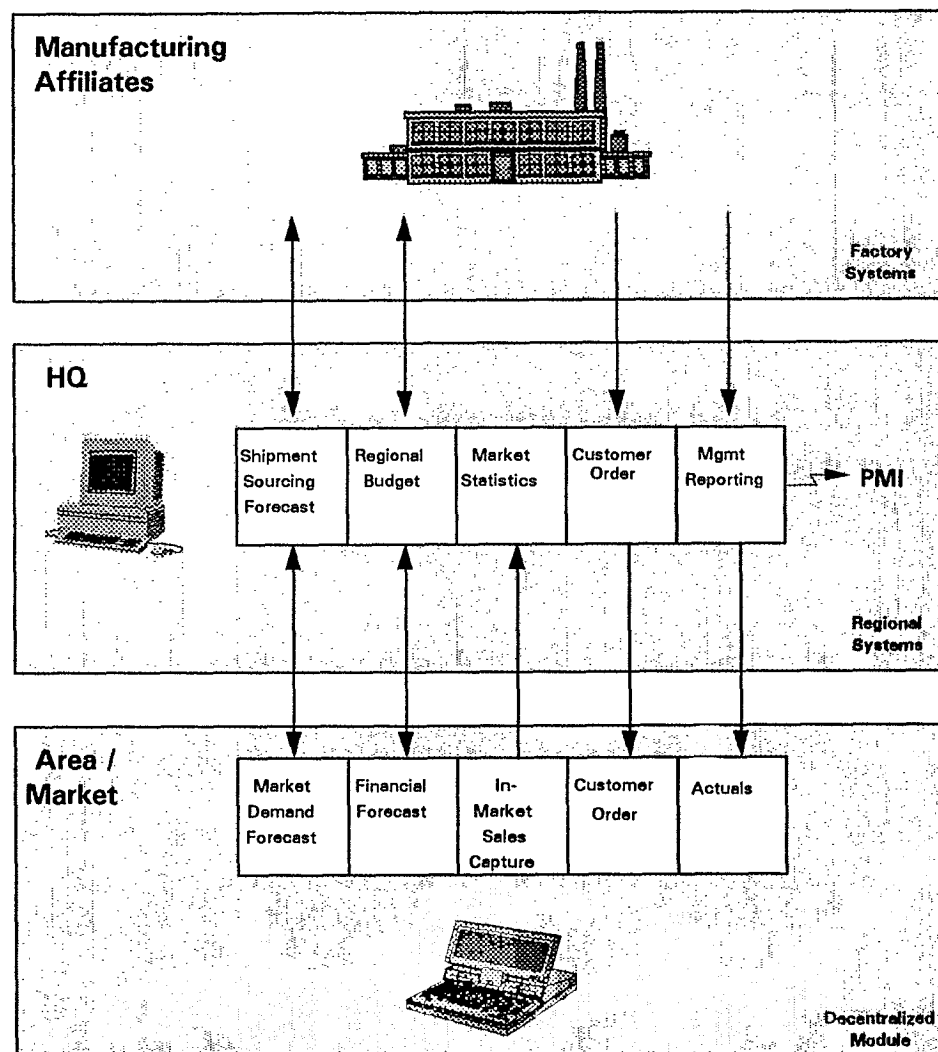 Manufacturing
Affiliates
Factory
Systems
HQ
Shipment
Sourcing
Forecast
Regional
Budget
Market
Statistics
Customer
Order
Mgmt
Reporting
PMI
Regional
Systems
Area /
Market
Market
Demand
Forecast
Financial
Forecast
In-
Market
Sales
Capture
Customer
Order
Actuals
Decentralized
Module